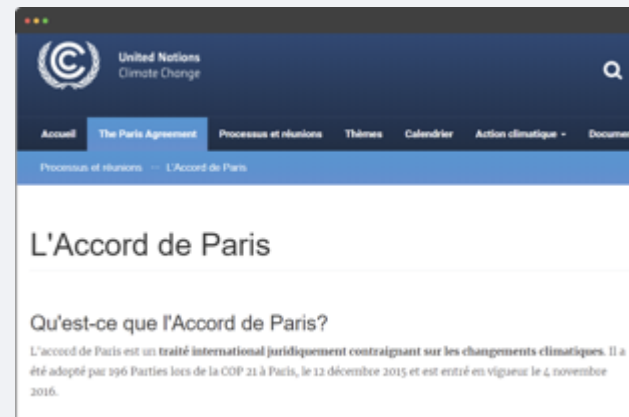 United Nations
Climate Change
Accueil The Paris Agreement Processus et réunions Thèmes Calendrier Action climatique Documen
Processus et réunions L'Accord de Paris
L'Accord de Paris
Qu'est-ce que l'Accord de Paris?
L'accord de Paris est un traité international juridiquement contraignant sur les changements climatiques. Il a
été adopté par 196 Parties lors de la COP 21 à Paris, le 12 décembre 2015 et est entré en vigueur le 4 novembre
2016.